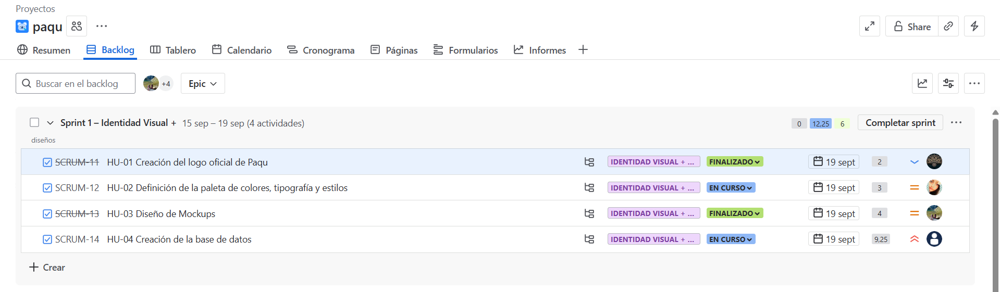 Proyectos
paqu
Share
Resumen Backlog Tablero Calendario Cronograma Páginas Formularios Informes
Buscar en el backlog +4 Epic
Sprint 1 – Identidad Visual + 15 sep – 19 sep (4 actividades) 0 12,25 6 Completar sprint
diseños
SCRUM-11 HU-01 Creación del logo oficial de Paqu IDENTIDAD VISUAL + ... FINALIZADO 19 sept 2
SCRUM-12 HU-02 Definición de la paleta de colores, tipografía y estilos IDENTIDAD VISUAL + ... EN CURSO 19 sept 3
SCRUM-13 HU-03 Diseño de Mockups IDENTIDAD VISUAL + ... FINALIZADO 19 sept 4
SCRUM-14 HU-04 Creación de la base de datos IDENTIDAD VISUAL + ... EN CURSO 19 sept 9,25
Crear